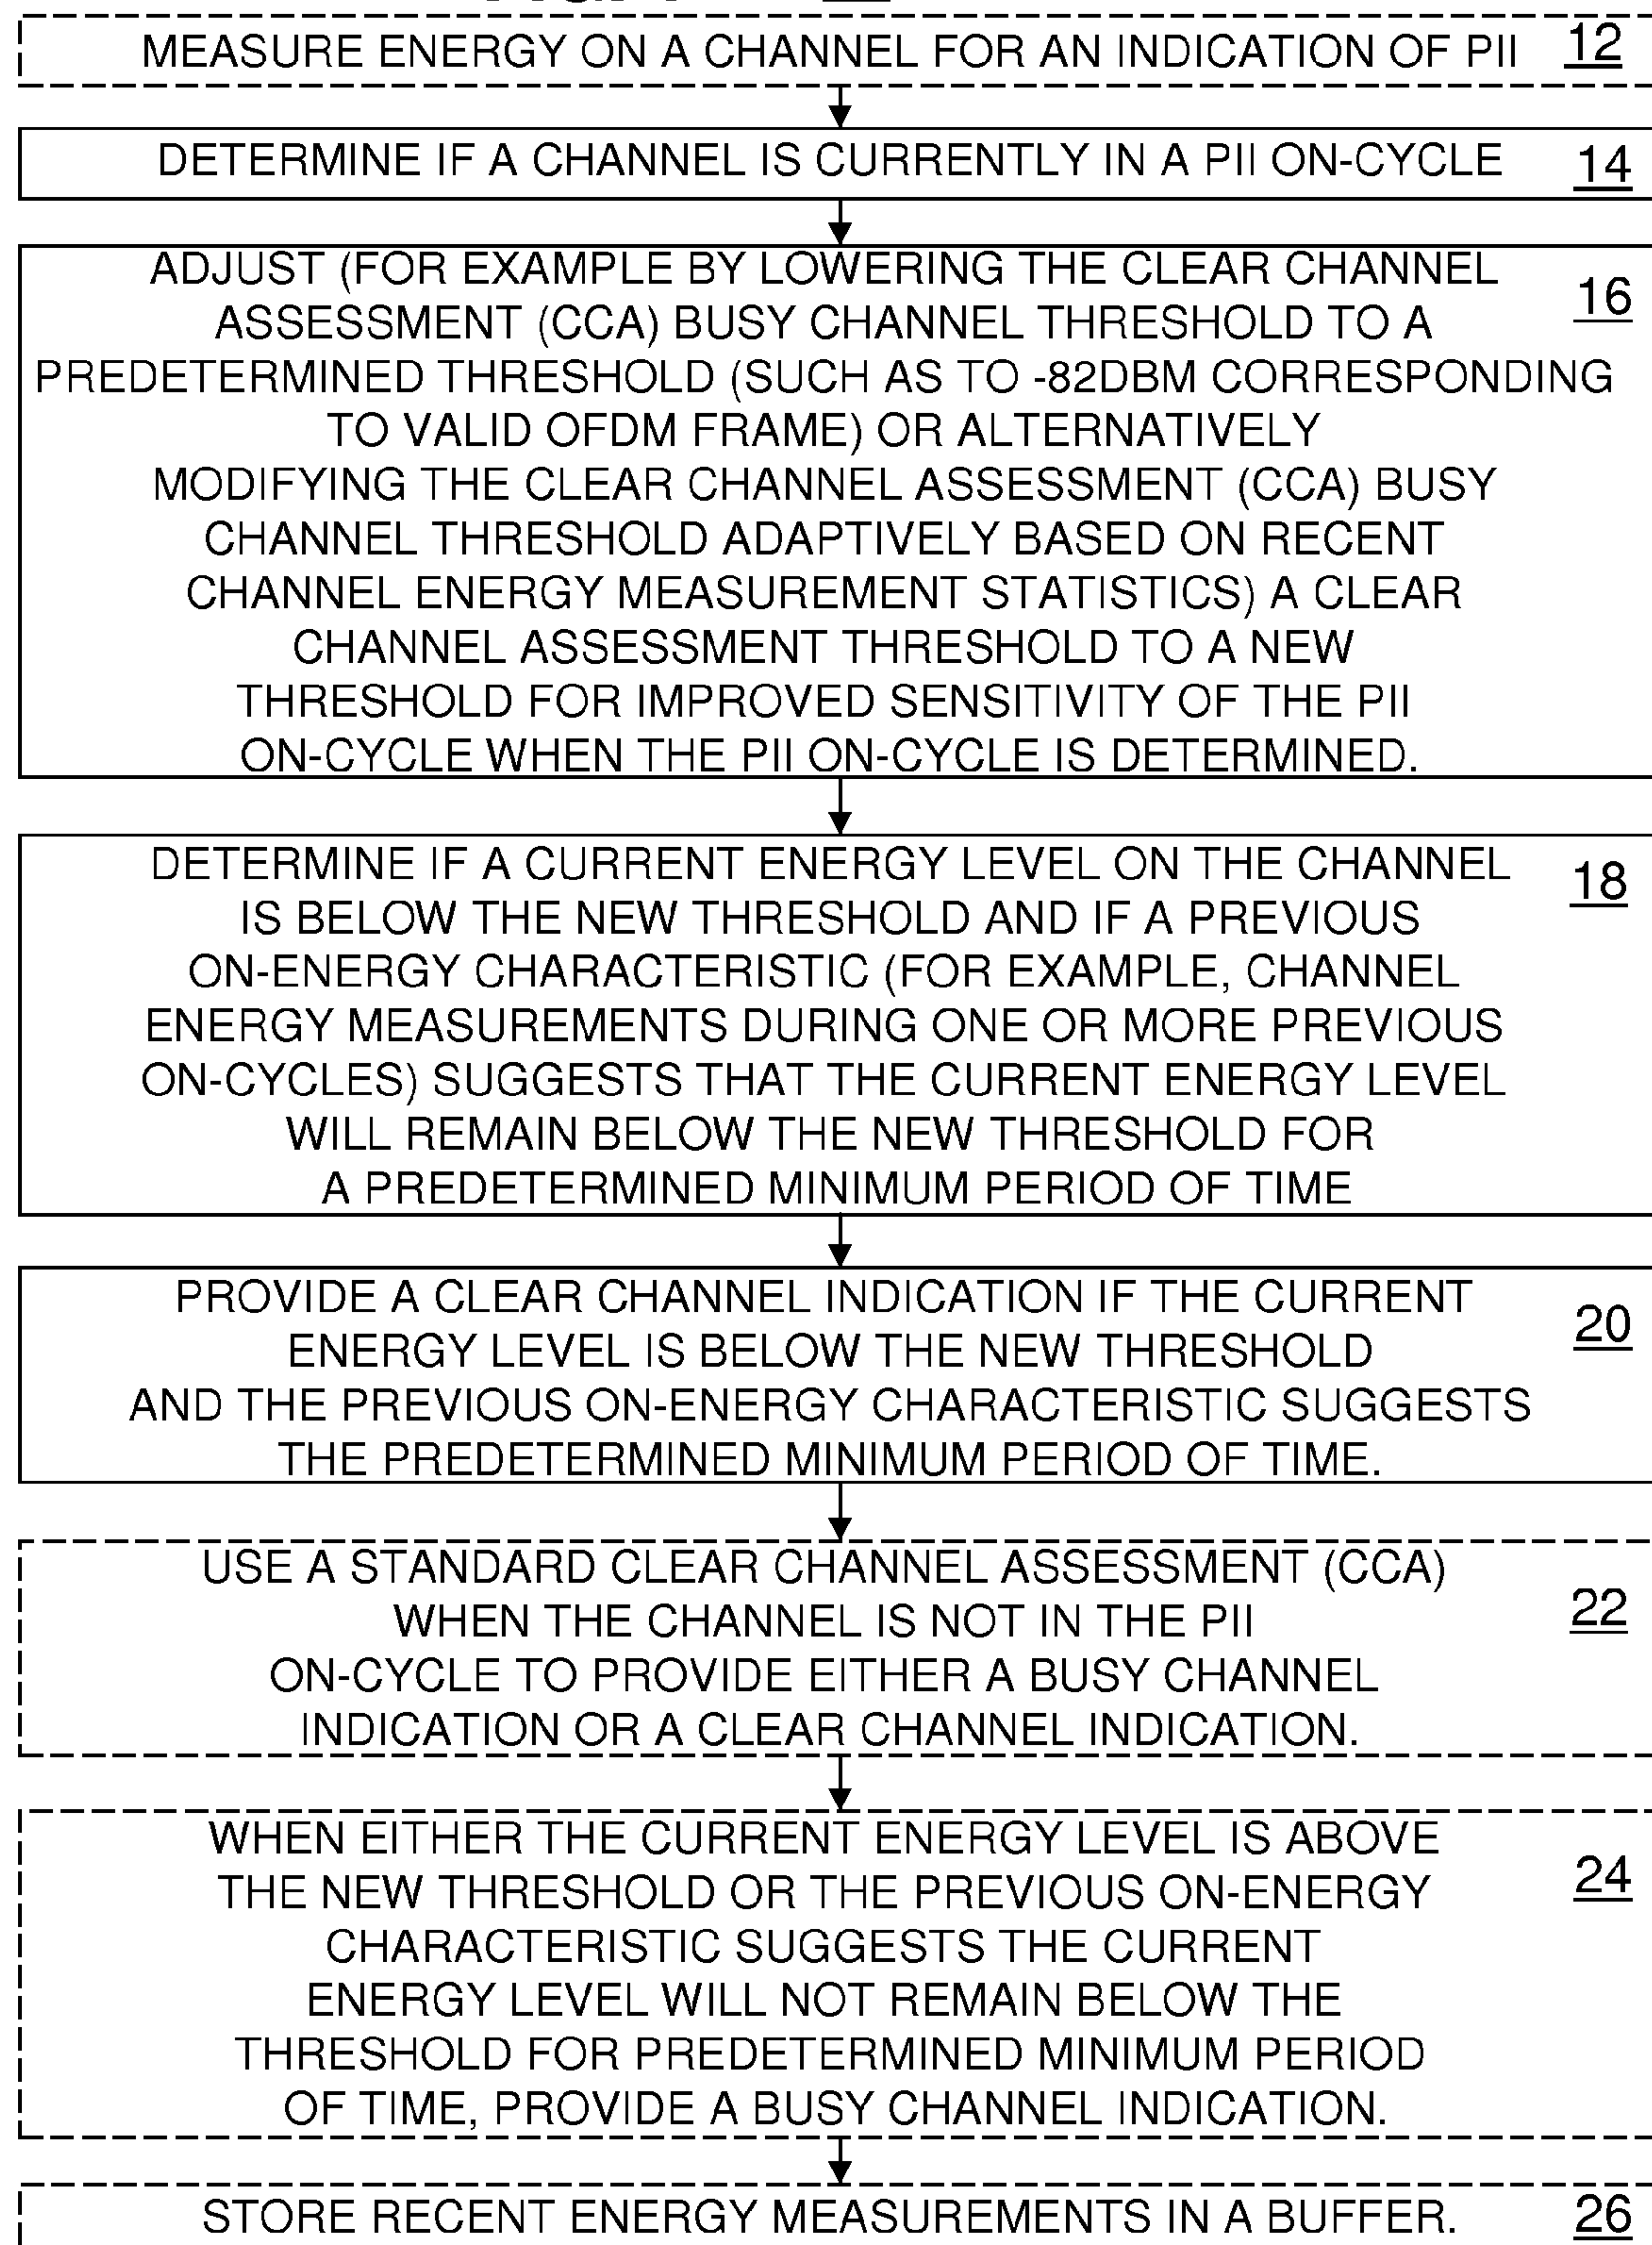 MEASURE ENERGY ON A CHANNEL FOR AN INDICATION OF PII 12
DETERMINE IF A CHANNEL IS CURRENTLY IN A PII ON-CYCLE 14
ADJUST (FOR EXAMPLE BY LOWERING THE CLEAR CHANNEL 16
ASSESSMENT (CCA) BUSY CHANNEL THRESHOLD TO A
PREDETERMINED THRESHOLD (SUCH AS TO -82DBM CORRESPONDING
TO VALID OFDM FRAME) OR ALTERNATIVELY
MODIFYING THE CLEAR CHANNEL ASSESSMENT (CCA) BUSY
CHANNEL THRESHOLD ADAPTIVELY BASED ON RECENT
CHANNEL ENERGY MEASUREMENT STATISTICS) A CLEAR
CHANNEL ASSESSMENT THRESHOLD TO A NEW
THRESHOLD FOR IMPROVED SENSITIVITY OF THE PII
ON-CYCLE WHEN THE PII ON-CYCLE IS DETERMINED.
DETERMINE IF A CURRENT ENERGY LEVEL ON THE CHANNEL 18
IS BELOW THE NEW THRESHOLD AND IF A PREVIOUS
ON-ENERGY CHARACTERISTIC (FOR EXAMPLE, CHANNEL
ENERGY MEASUREMENTS DURING ONE OR MORE PREVIOUS
ON-CYCLES) SUGGESTS THAT THE CURRENT ENERGY LEVEL
WILL REMAIN BELOW THE NEW THRESHOLD FOR
A PREDETERMINED MINIMUM PERIOD OF TIME
PROVIDE A CLEAR CHANNEL INDICATION IF THE CURRENT 20
ENERGY LEVEL IS BELOW THE NEW THRESHOLD
AND THE PREVIOUS ON-ENERGY CHARACTERISTIC SUGGESTS
THE PREDETERMINED MINIMUM PERIOD OF TIME.
USE A STANDARD CLEAR CHANNEL ASSESSMENT (CCA) 22
WHEN THE CHANNEL IS NOT IN THE PII
ON-CYCLE TO PROVIDE EITHER A BUSY CHANNEL
INDICATION OR A CLEAR CHANNEL INDICATION.
WHEN EITHER THE CURRENT ENERGY LEVEL IS ABOVE 24
THE NEW THRESHOLD OR THE PREVIOUS ON-ENERGY
CHARACTERISTIC SUGGESTS THE CURRENT
ENERGY LEVEL WILL NOT REMAIN BELOW THE
THRESHOLD FOR PREDETERMINED MINIMUM PERIOD
OF TIME, PROVIDE A BUSY CHANNEL INDICATION.
STORE RECENT ENERGY MEASUREMENTS IN A BUFFER. 26